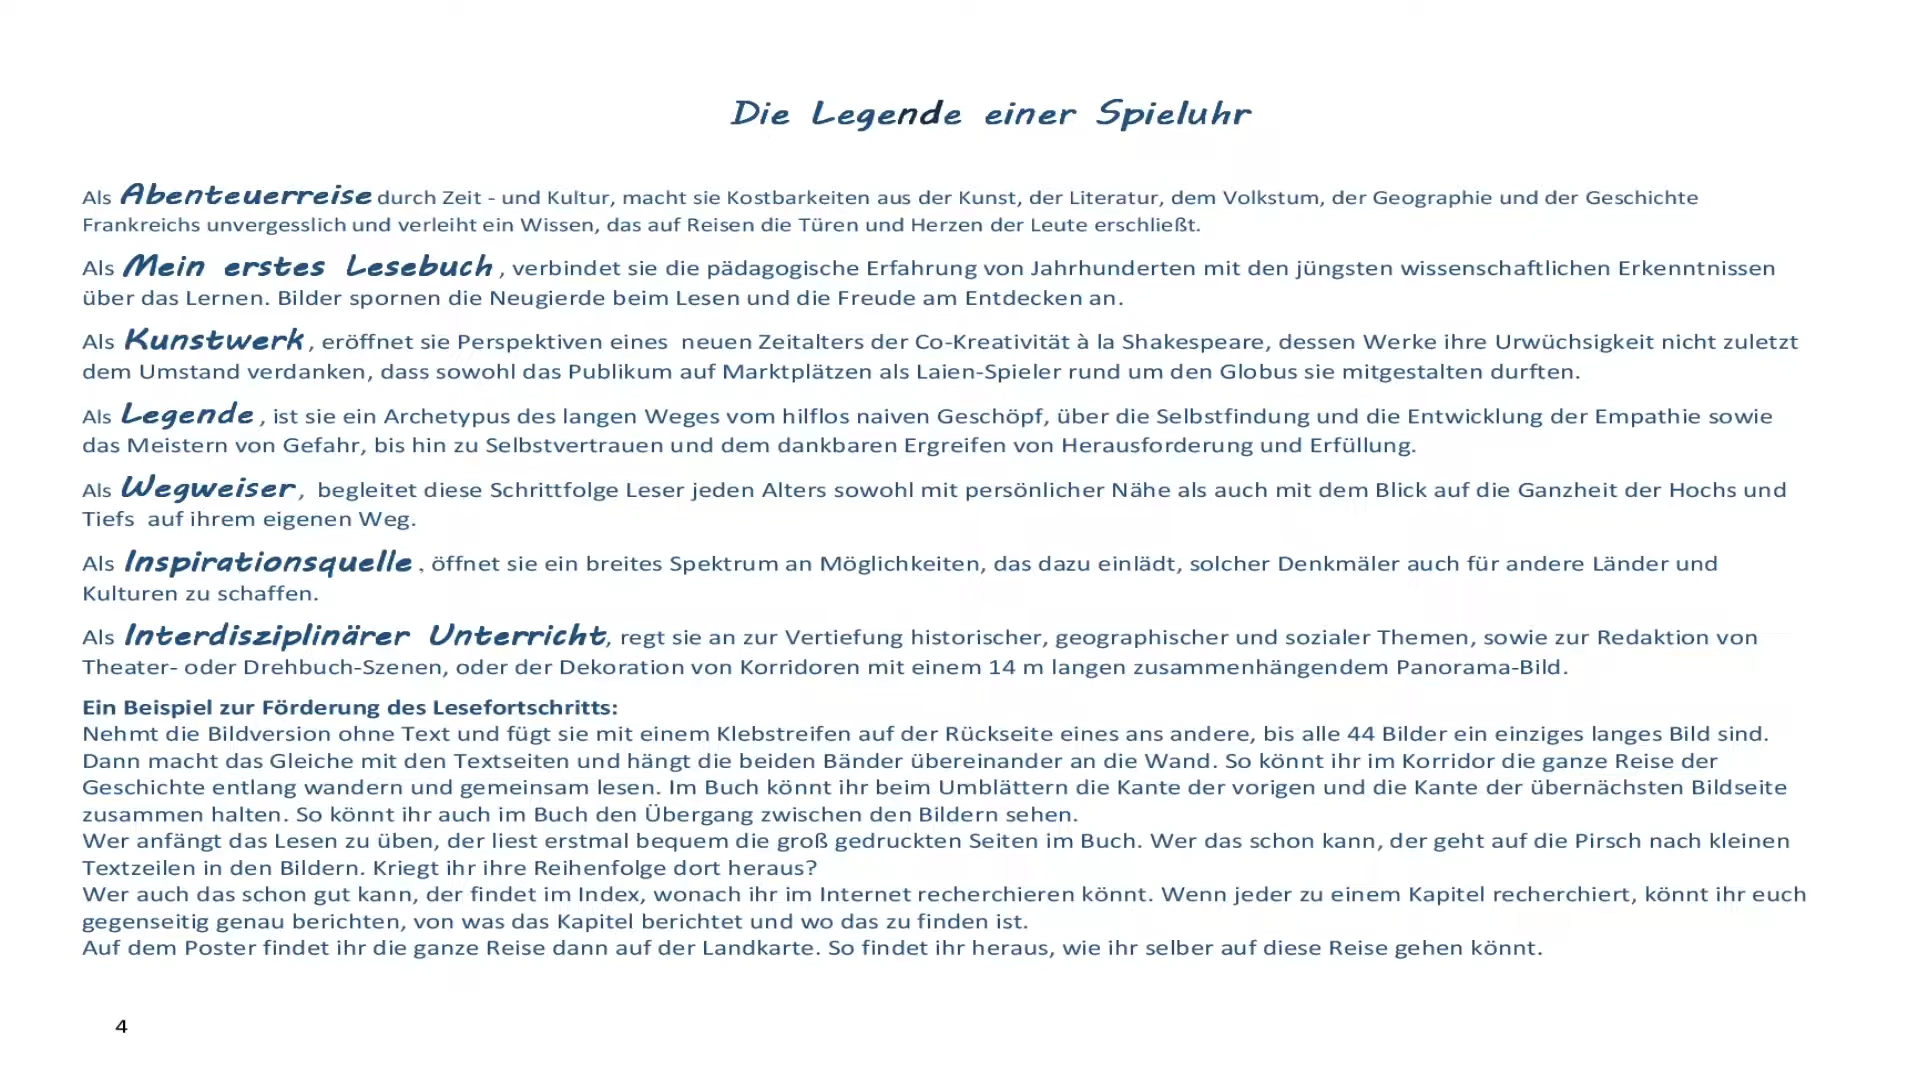 Die Legende einer Spieluhr
Als Abenteuerreise durch Zeit - und Kultur, macht sie Kostbarkeiten aus der Kunst, der Literatur, dem Volkstum, der Geographie und der Geschichte
Frankreichs unvergesslich und verleiht ein Wissen, das auf Reisen die Türen und Herzen der Leute erschließt.
Als Mein erstes Lesebuch , verbindet sie die pädagogische Erfahrung von Jahrhunderten mit den jüngsten wissenschaftlichen Erkenntnissen
über das Lernen. Bilder spornen die Neugierde beim Lesen und die Freude am Entdecken an.
Als Kunstwerk , eröffnet sie Perspektiven eines neuen Zeitalters der Co-Kreativität à la Shakespeare, dessen Werke ihre Urwüchsigkeit nicht zuletzt
dem Umstand verdanken, dass sowohl das Publikum auf Marktplätzen als Laien-Spieler rund um den Globus sie mitgestalten durften.
Als Legende , ist sie ein Archetypus des langen Weges vom hilflos naiven Geschöpf, über die Selbstfindung und die Entwicklung der Empathie sowie
das Meistern von Gefahr, bis hin zu Selbstvertrauen und dem dankbaren Ergreifen von Herausforderung und Erfüllung.
Als Wegweiser , begleitet diese Schrittfolge Leser jeden Alters sowohl mit persönlicher Nähe als auch mit dem Blick auf die Ganzheit der Hochs und
Tiefs auf ihrem eigenen Weg.
Als Inspirationsquelle , öffnet sie ein breites Spektrum an Möglichkeiten, das dazu einlädt, solcher Denkmäler auch für andere Länder und
Kulturen zu schaffen.
Als Interdisziplinärer Unterricht, regt sie an zur Vertiefung historischer, geographischer und sozialer Themen, sowie zur Redaktion von
Theater- oder Drehbuch-Szenen, oder der Dekoration von Korridoren mit einem 14 m langen zusammenhängendem Panorama-Bild.
Ein Beispiel zur Förderung des Lesefortschritts:
Nehmt die Bildversion ohne Text und fügt sie mit einem Klebstreifen auf der Rückseite eines ans andere, bis alle 44 Bilder ein einziges langes Bild sind.
Dann macht das Gleiche mit den Textseiten und hängt die beiden Bänder übereinander an die Wand. So könnt ihr im Korridor die ganze Reise der
Geschichte entlang wandern und gemeinsam lesen. Im Buch könnt ihr beim Umblättern die Kante der vorigen und die Kante der übernächsten Bildseite
zusammen halten. So könnt ihr auch im Buch den Übergang zwischen den Bildern sehen.
Wer anfängt das Lesen zu üben, der liest erstmal bequem die groß gedruckten Seiten im Buch. Wer das schon kann, der geht auf die Pirsch nach kleinen
Textzeilen in den Bildern. Kriegt ihr ihre Reihenfolge dort heraus?
Wer auch das schon gut kann, der findet im Index, wonach ihr im Internet recherchieren könnt. Wenn jeder zu einem Kapitel recherchiert, könnt ihr euch
gegenseitig genau berichten, von was das Kapitel berichtet und wo das zu finden ist.
Auf dem Poster findet ihr die ganze Reise dann auf der Landkarte. So findet ihr heraus, wie ihr selber auf diese Reise gehen könnt.
4